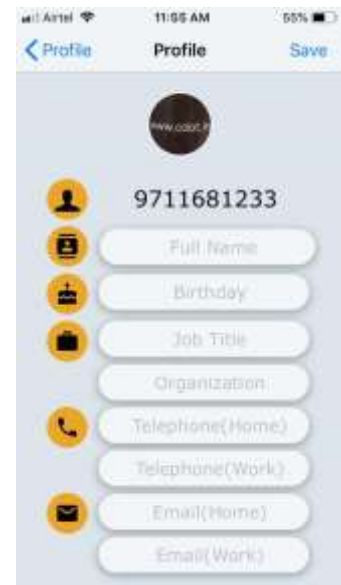 Airtel 11:55 AM 55%
Profile Profile Save
9711681233
Full Name
Birthday
Job Title
Organization
Telephone(Home)
Telephone(Work)
Email(Home)
Email(Work)